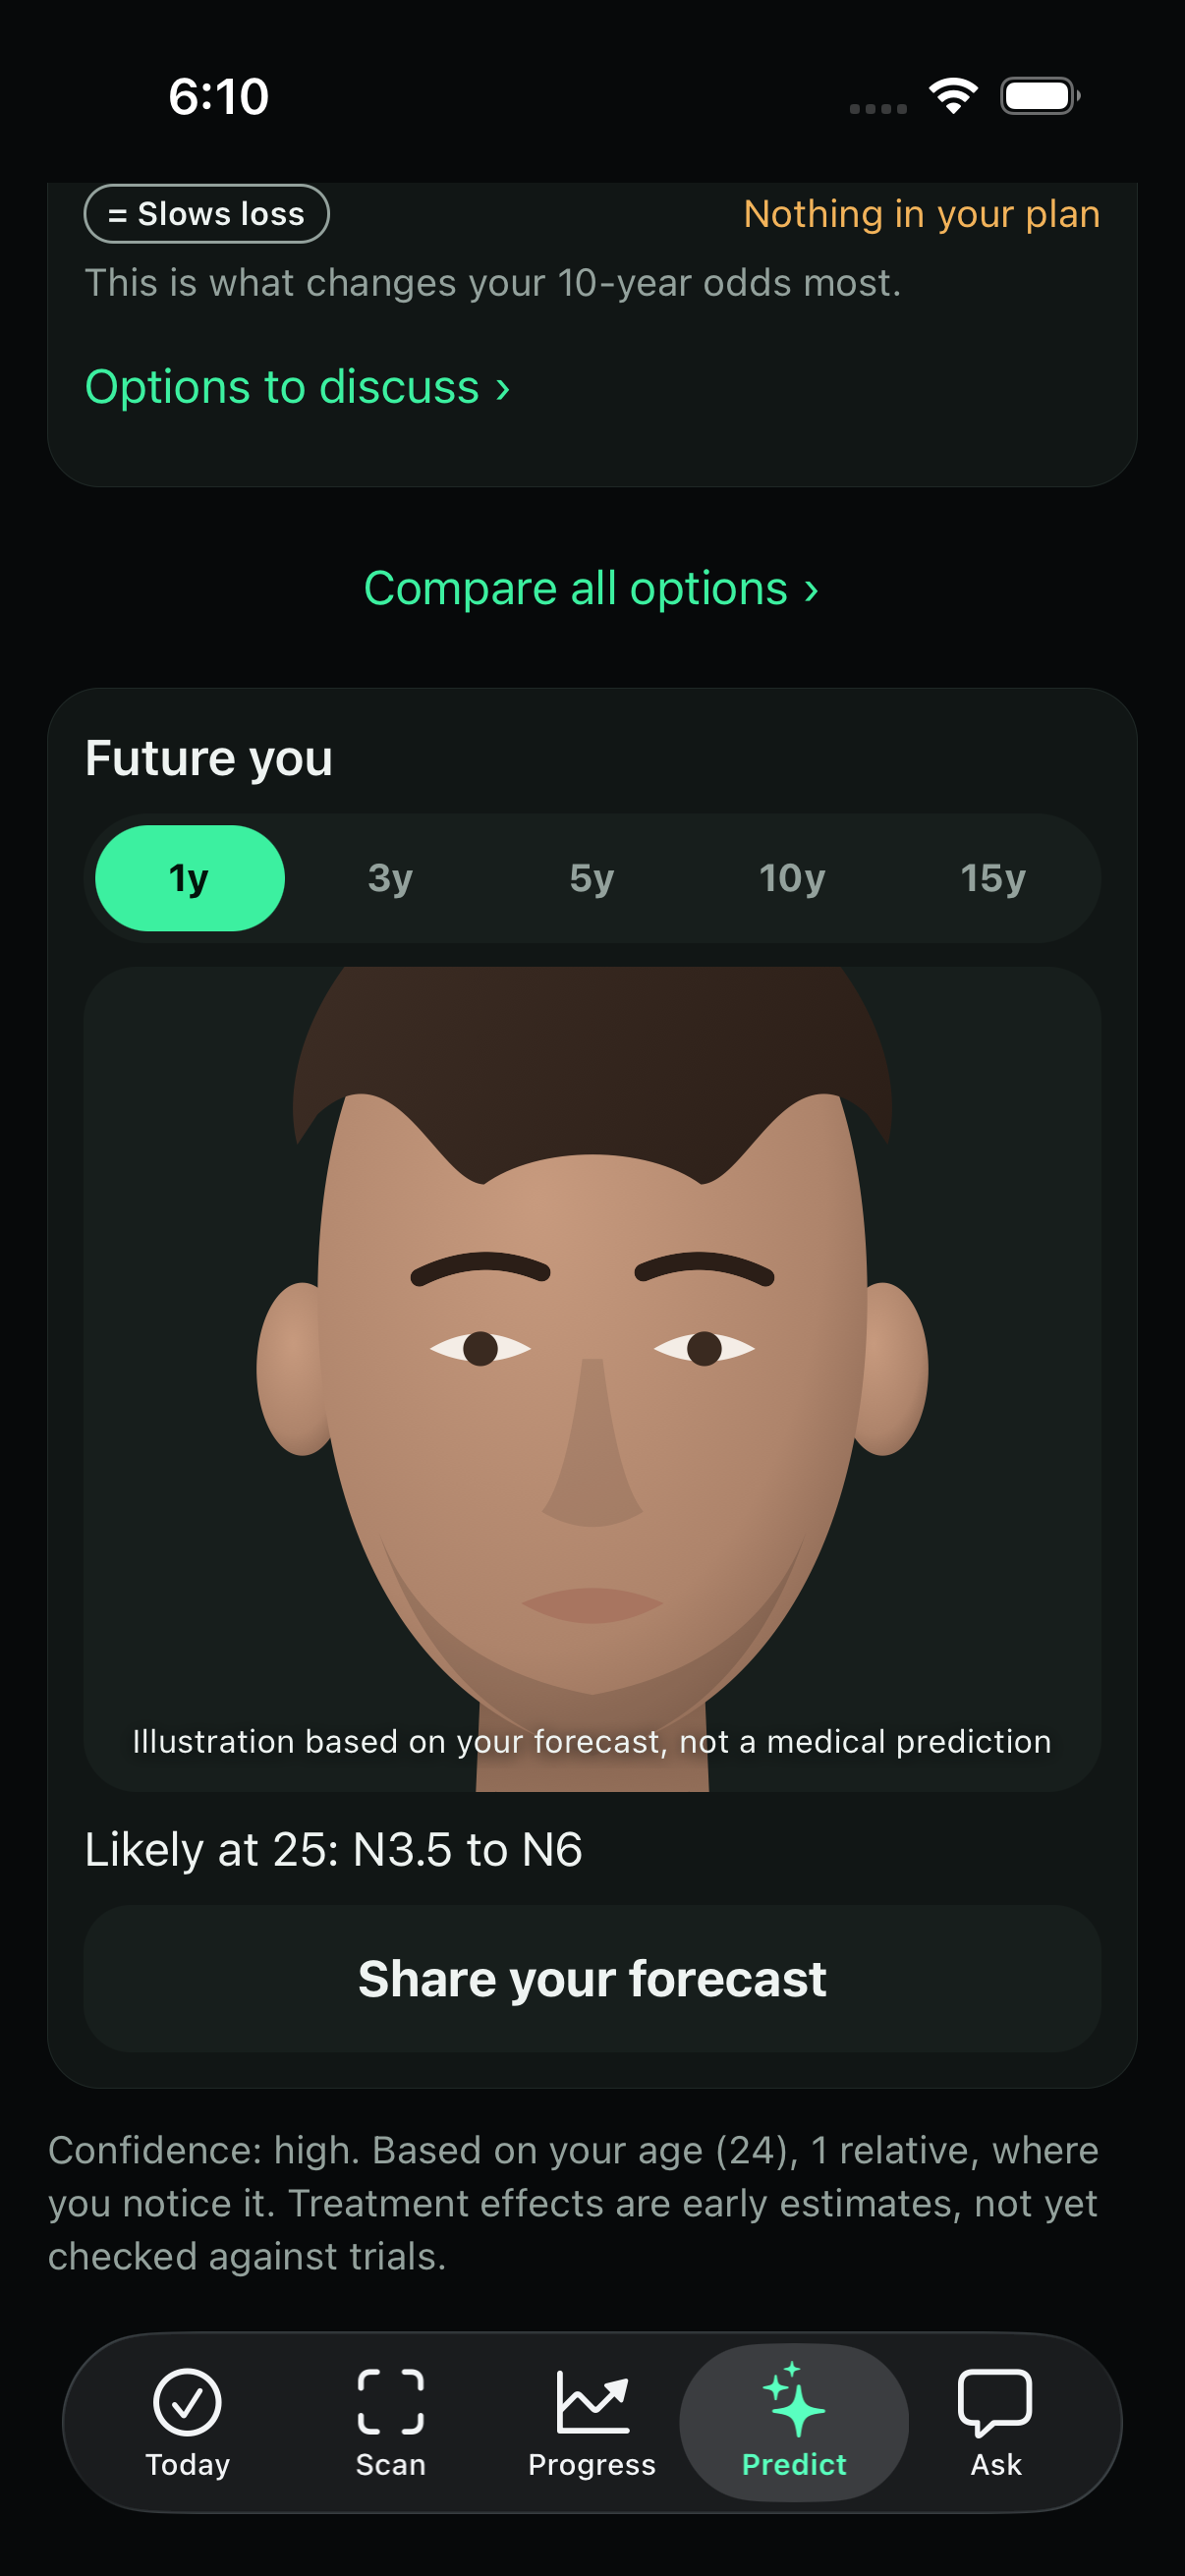 6:10
= Slows loss
Nothing in your plan
This is what changes your 10-year odds most.
Options to discuss ›
Compare all options ›
Future you
1y 3y 5y 10y 15y
Illustration based on your forecast, not a medical prediction
Likely at 25: N3.5 to N6
Share your forecast
Confidence: high. Based on your age (24), 1 relative, where
you notice it. Treatment effects are early estimates, not yet
checked against trials.
Today Scan Progress Predict Ask